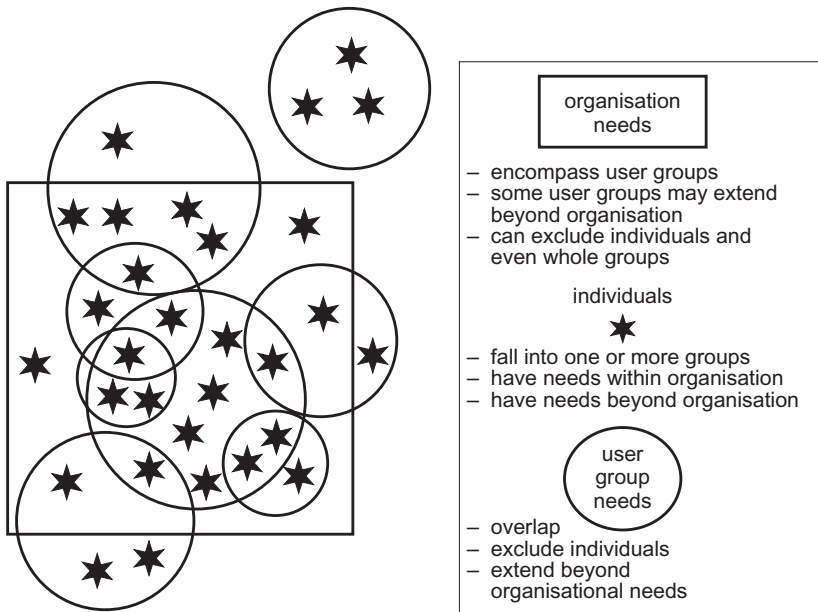 organisation
needs
– encompass user groups
– some user groups may extend
beyond organisation
– can exclude individuals and
even whole groups
individuals
– fall into one or more groups
– have needs within organisation
– have needs beyond organisation
user
group
needs
– overlap
– exclude individuals
– extend beyond
organisational needs